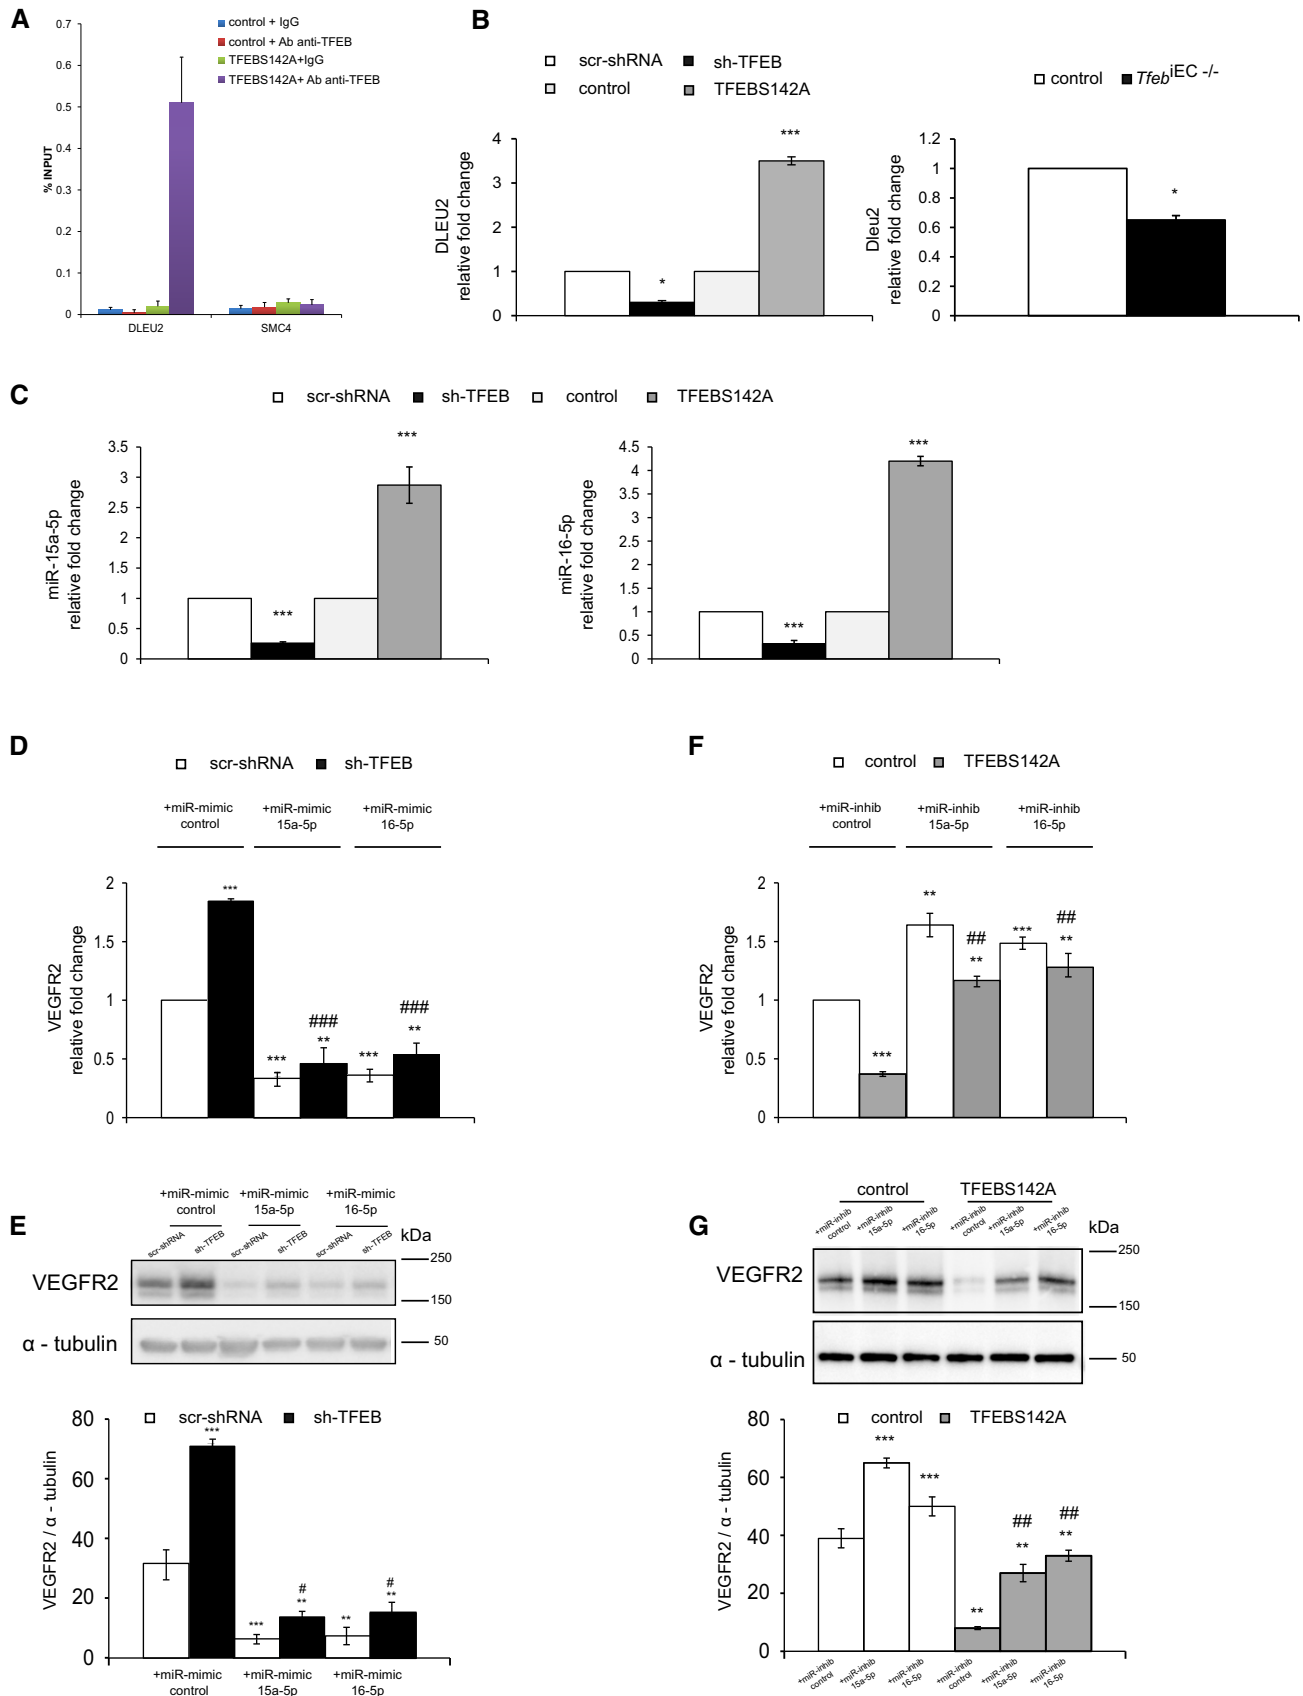 A
0.7
0.6
0.5
0.4
0.3
0.2
0.1
0
% INPUT
control + IgG
control + Ab anti-TFEB
TFEBS142A+IgG
TFEBS142A+ Ab anti-TFEB
DLEU2
SMC4
B
scr-shRNA
sh-TFEB
control
TFEBS142A
4
3
2
1
0
DLEU2
relative fold change
*
***
control
Tfeb iEC -/-
1.2
1
0.8
0.6
0.4
0.2
0
Dleu2
relative fold change
*
C
scr-shRNA
sh-TFEB
control
TFEBS142A
3.5
3
2.5
2
1.5
1
0.5
0
miR-15a-5p
relative fold change
***
***
4.5
4
3.5
3
2.5
2
1.5
1
0.5
0
miR-16-5p
relative fold change
***
***
D
scr-shRNA
sh-TFEB
+miR-mimic
control
+miR-mimic
15a-5p
+miR-mimic
16-5p
2
1.5
1
0.5
0
VEGFR2
relative fold change
***
***
###
**
***
###
**
F
control
TFEBS142A
+miR-inhib
control
+miR-inhib
15a-5p
+miR-inhib
16-5p
2
1.5
1
0.5
0
VEGFR2
relative fold change
***
**
##
**
***
##
**
E
+miR-mimic
control
+miR-mimic
15a-5p
+miR-mimic
16-5p
scr-shRNA
sh-TFEB
scr-shRNA
sh-TFEB
scr-shRNA
sh-TFEB
kDa
VEGFR2
250
150
α - tubulin
50
scr-shRNA
sh-TFEB
80
60
40
20
0
VEGFR2 / α - tubulin
***
***
#
**
**
#
**
+miR-mimic
control
+miR-mimic
15a-5p
+miR-mimic
16-5p
G
control
TFEBS142A
+miR-inhib
control
+miR-inhib
15a-5p
+miR-inhib
16-5p
+miR-inhib
control
+miR-inhib
15a-5p
+miR-inhib
16-5p
kDa
VEGFR2
250
150
α - tubulin
50
control
TFEBS142A
80
60
40
20
0
VEGFR2 / α - tubulin
***
***
**
##
**
##
**
+miR-inhib
control
+miR-inhib
15a-5p
+miR-inhib
16-5p
+miR-inhib
control
+miR-inhib
15a-5p
+miR-inhib
16-5p